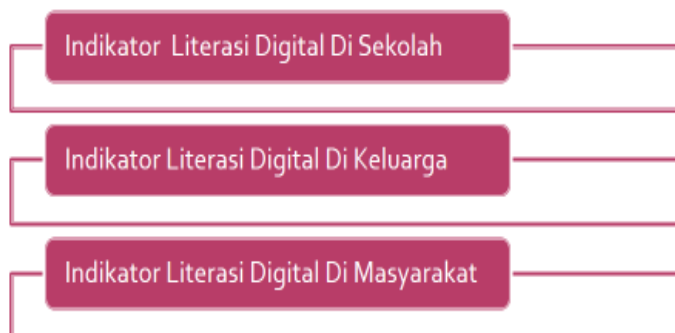 Indikator Literasi Digital Di Sekolah
Indikator Literasi Digital Di Keluarga
Indikator Literasi Digital Di Masyarakat